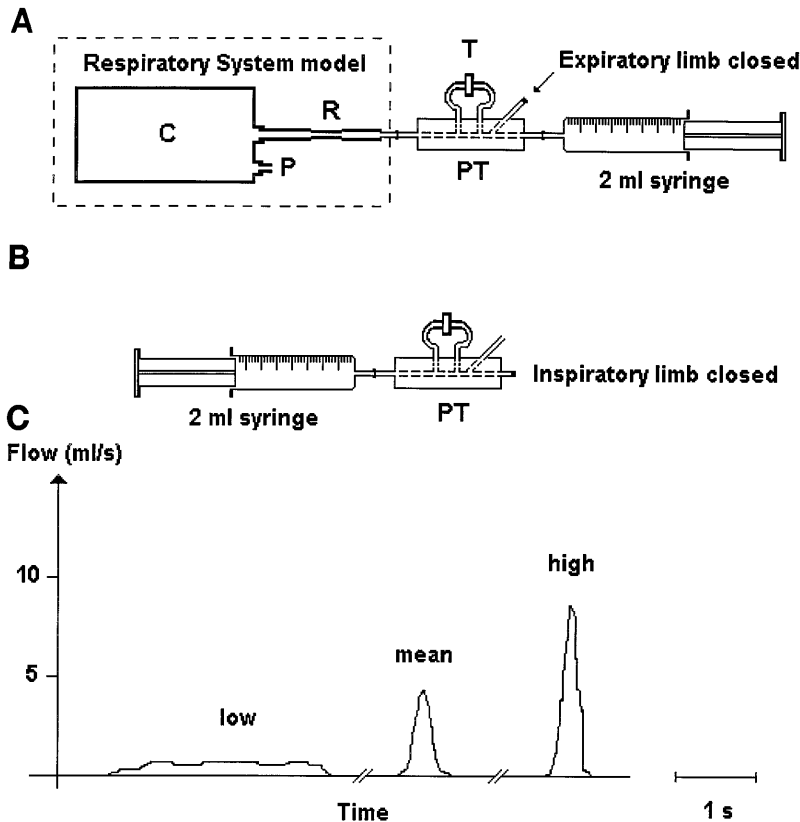 A
Respiratory System model
T
Expiratory limb closed
R
C
P
PT
2 ml syringe
B
Inspiratory limb closed
2 ml syringe
PT
C
Flow (ml/s)
10
high
mean
5
low
Time
1 s